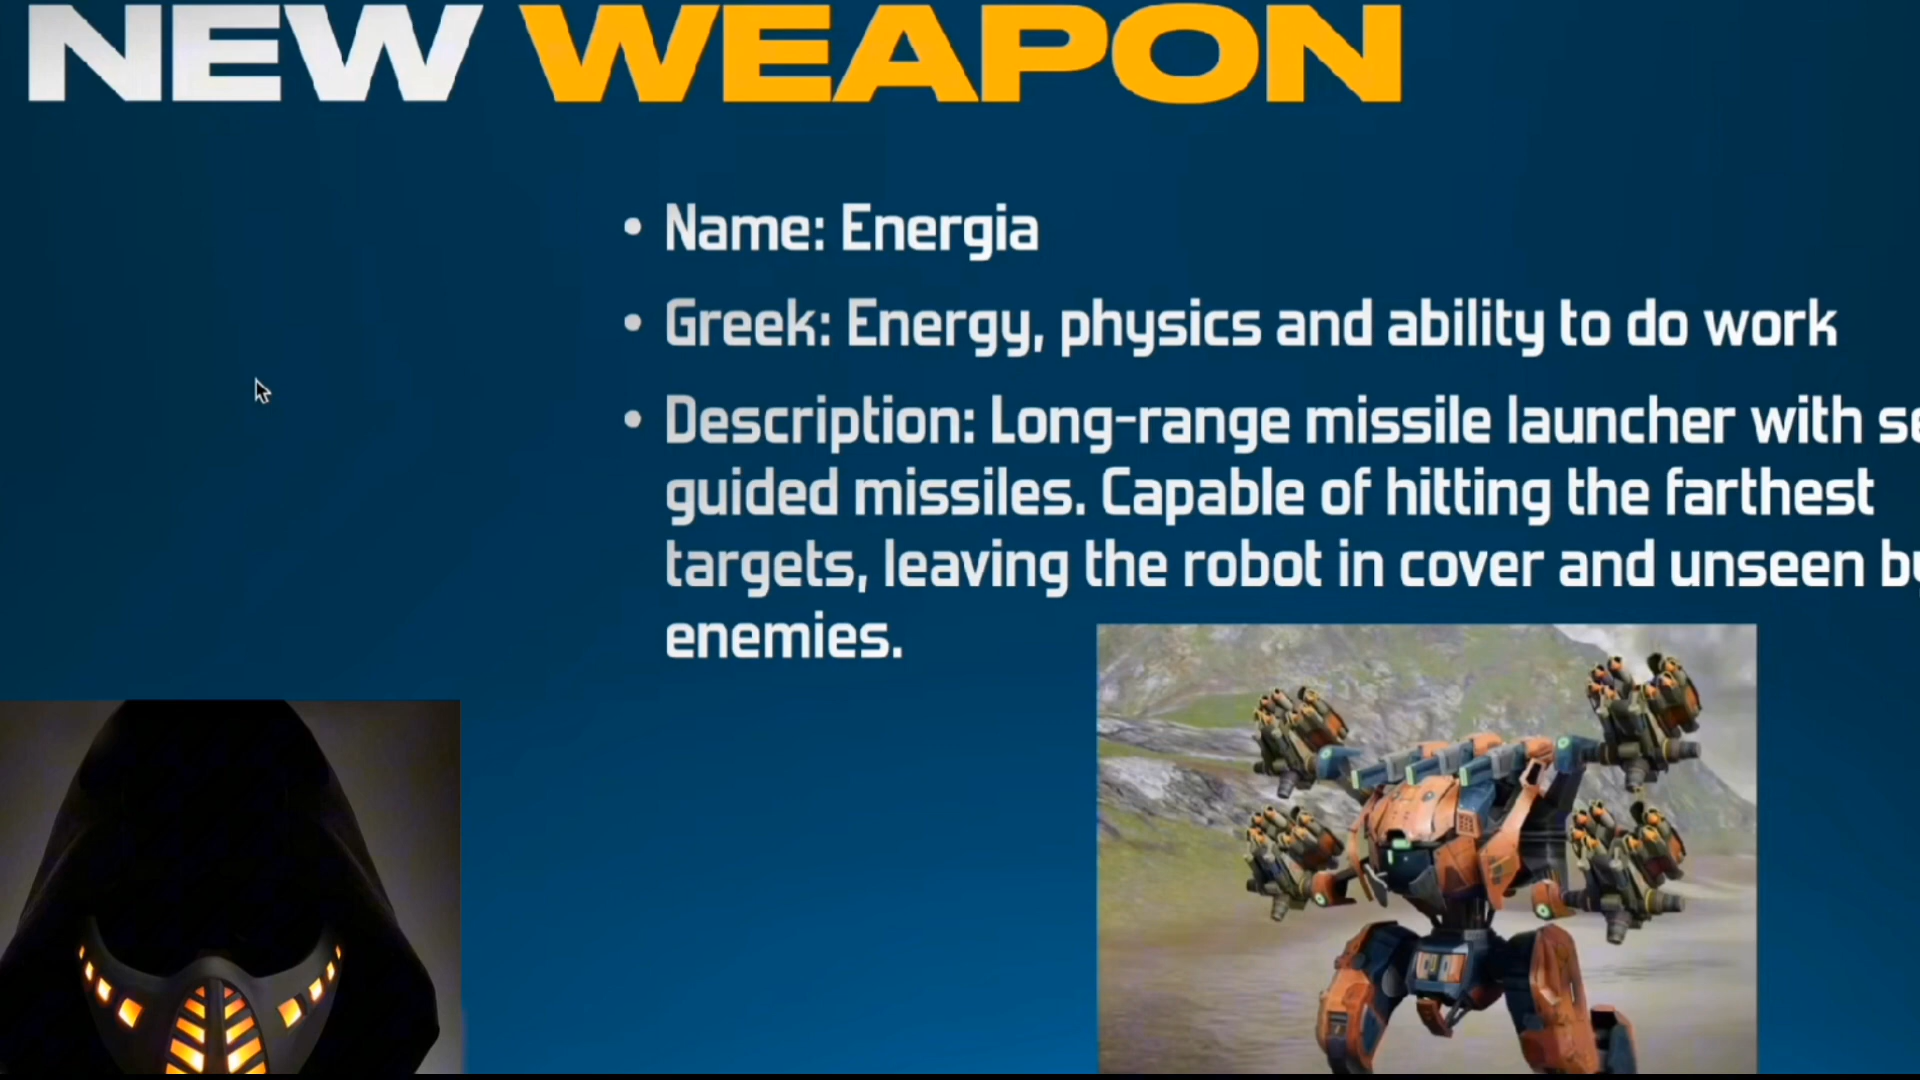 NEW WEAPON
• Name: Energia
• Greek: Energy, physics and ability to do work
• Description: Long-range missile launcher with
guided missiles. Capable of hitting the farthest
targets, leaving the robot in cover and unseen
enemies.